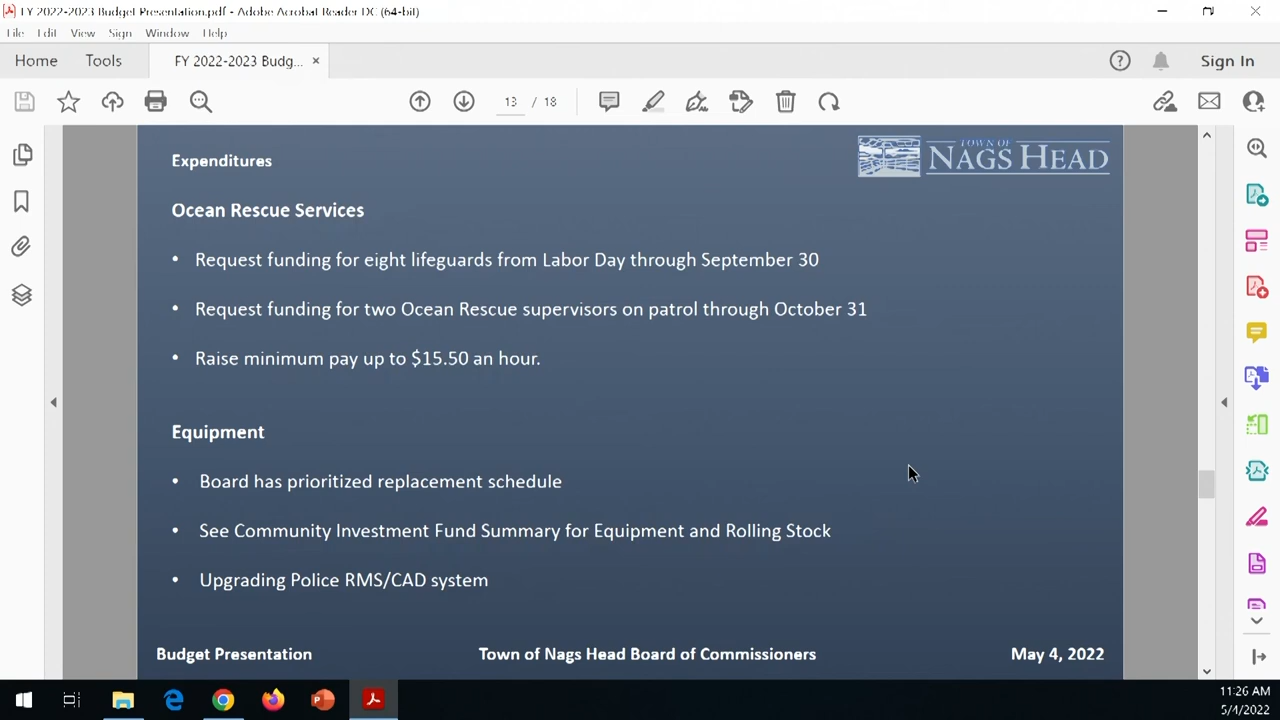 FY 2022-2023 Budget Presentation.pdf - Adobe Acrobat Reader DC (64-bit)
File Edit View Sign Window Help
Home Tools FY 2022-2023 Budg... × Sign In
13 / 18
Expenditures
TOWN OF
NAGS HEAD
Ocean Rescue Services
• Request funding for eight lifeguards from Labor Day through September 30
• Request funding for two Ocean Rescue supervisors on patrol through October 31
• Raise minimum pay up to $15.50 an hour.
Equipment
• Board has prioritized replacement schedule
• See Community Investment Fund Summary for Equipment and Rolling Stock
• Upgrading Police RMS/CAD system
Budget Presentation Town of Nags Head Board of Commissioners May 4, 2022
11:26 AM
5/4/2022